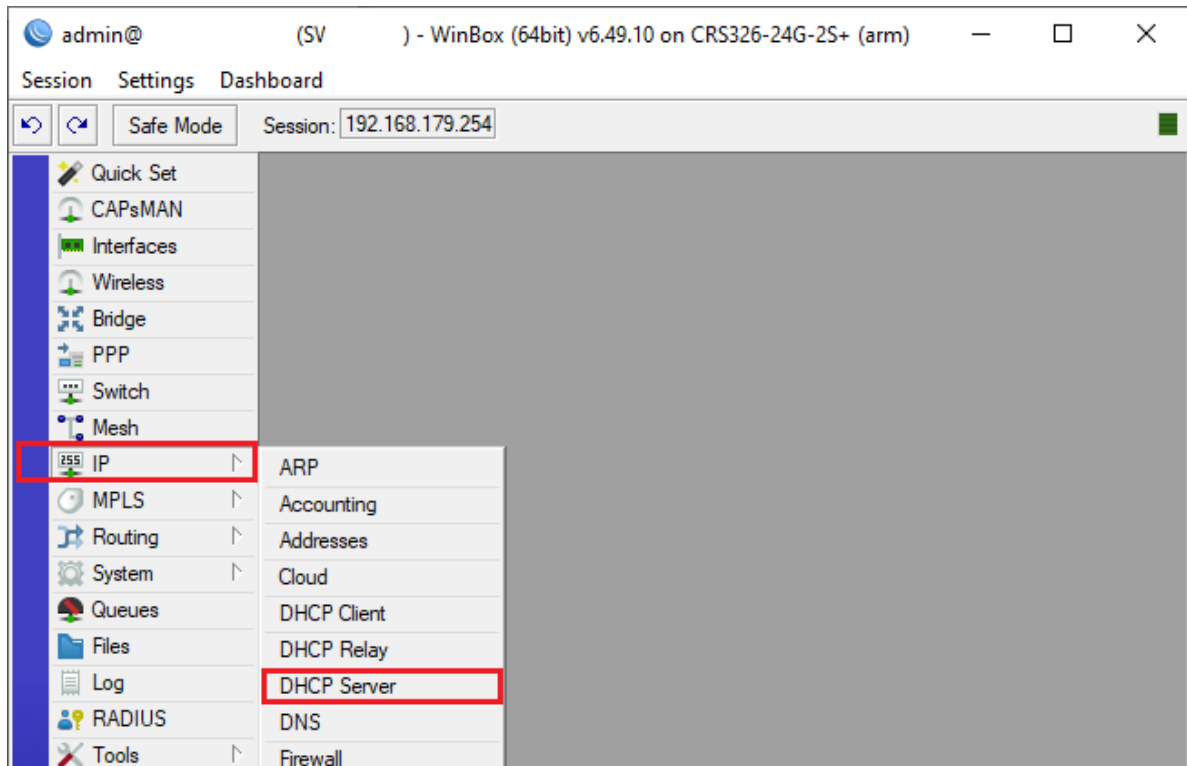 admin@ (SV ) - WinBox (64bit) v6.49.10 on CRS326-24G-2S+ (arm)
Session Settings Dashboard
Safe Mode Session: 192.168.179.254
Quick Set
CAPsMAN
Interfaces
Wireless
Bridge
PPP
Switch
Mesh
255 IP
ARP
MPLS
Accounting
Routing
Addresses
System
Cloud
Queues
DHCP Client
Files
DHCP Relay
Log
DHCP Server
RADIUS
DNS
Tools
Firewall